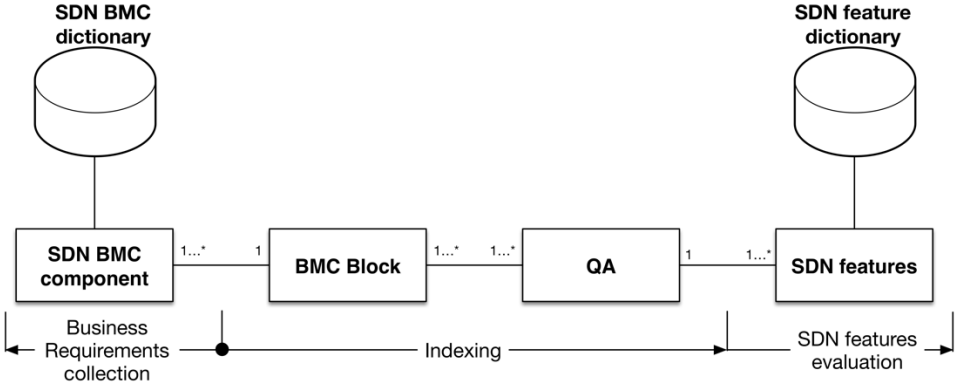 SDN BMC
dictionary
SDN feature
dictionary
SDN BMC
component
1...*
1
BMC Block
1...*
1...*
QA
1
1...*
SDN features
Business
Requirements
collection
Indexing
SDN features
evaluation